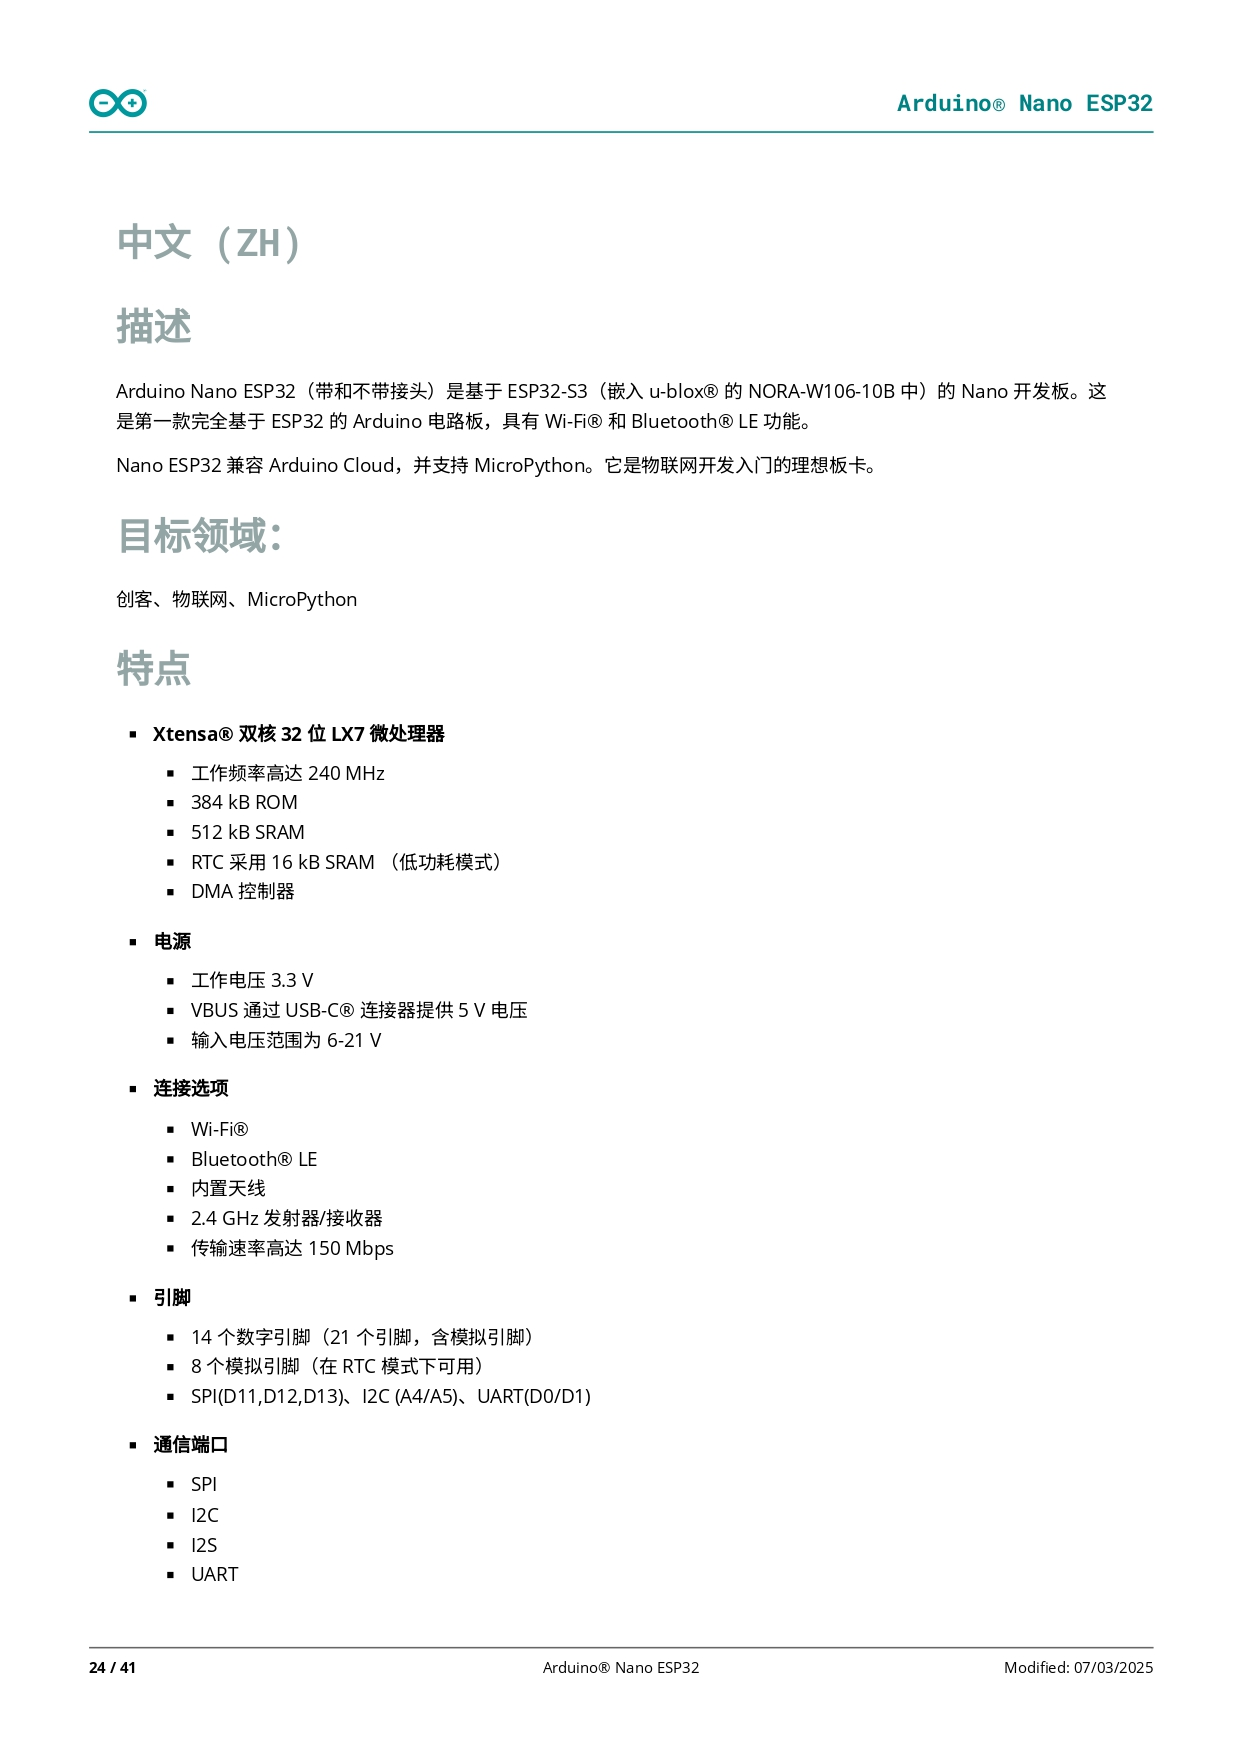 Arduino® Nano ESP32
中文 (ZH)
描述
Arduino Nano ESP32（带和不带接头）是基于 ESP32-S3（嵌入 u-blox® 的 NORA-W106-10B 中）的 Nano 开发板。这
是第一款完全基于 ESP32 的 Arduino 电路板，具有 Wi-Fi® 和 Bluetooth® LE 功能。
Nano ESP32 兼容 Arduino Cloud，并支持 MicroPython。它是物联网开发入门的理想板卡。
目标领域：
创客、物联网、MicroPython
特点
▪ Xtensa® 双核 32 位 LX7 微处理器
▪ 工作频率高达 240 MHz
▪ 384 kB ROM
▪ 512 kB SRAM
▪ RTC 采用 16 kB SRAM （低功耗模式）
▪ DMA 控制器
▪ 电源
▪ 工作电压 3.3 V
▪ VBUS 通过 USB-C® 连接器提供 5 V 电压
▪ 输入电压范围为 6-21 V
▪ 连接选项
▪ Wi-Fi®
▪ Bluetooth® LE
▪ 内置天线
▪ 2.4 GHz 发射器/接收器
▪ 传输速率高达 150 Mbps
▪ 引脚
▪ 14 个数字引脚（21 个引脚，含模拟引脚）
▪ 8 个模拟引脚（在 RTC 模式下可用）
▪ SPI(D11,D12,D13)、I2C (A4/A5)、UART(D0/D1)
▪ 通信端口
▪ SPI
▪ I2C
▪ I2S
▪ UART
24 / 41
Arduino® Nano ESP32
Modified: 07/03/2025